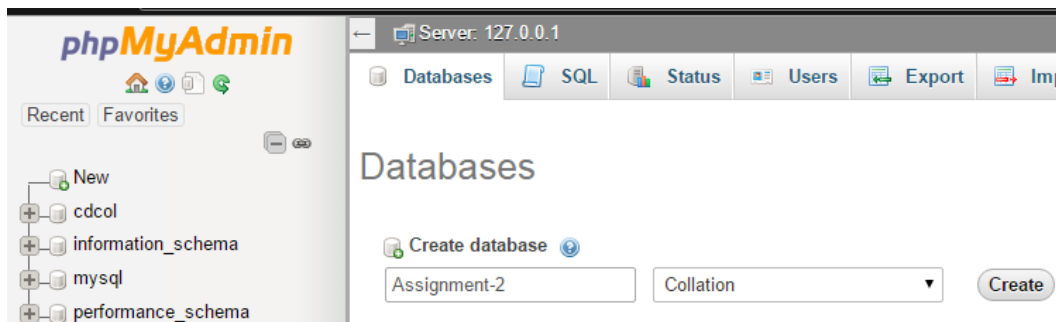 phpMyAdmin
Recent Favorites
New
cdcol
information_schema
mysql
performance_schema
Server: 127.0.0.1
Databases SQL Status Users Export
Databases
Create database
Assignment-2 Collation Create